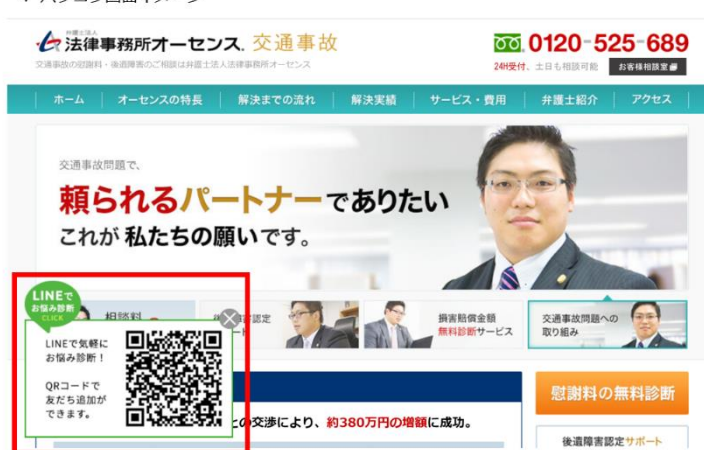 弁護士法人
法律事務所オーセンス. 交通事故
交通事故の慰謝料・後遺障害のご相談は弁護士法人法律事務所オーセンス
0120-525-689
24H受付、土日も相談可能 お客様相談室
ホーム オーセンスの特長 解決までの流れ 解決実績 サービス・費用 弁護士紹介 アクセス
交通事故問題で、
頼られるパートナーでありたい
これが私たちの願いです。
LINEで
お悩み診断
CLICK
相談料
損害賠償金額
無料診断サービス
交通事故問題への
取り組み
LINEで気軽に
お悩み診断！
QRコードで
友だち追加が
できます。
との交渉により、約380万円の増額に成功。
慰謝料の無料診断
後遺障害認定サポート